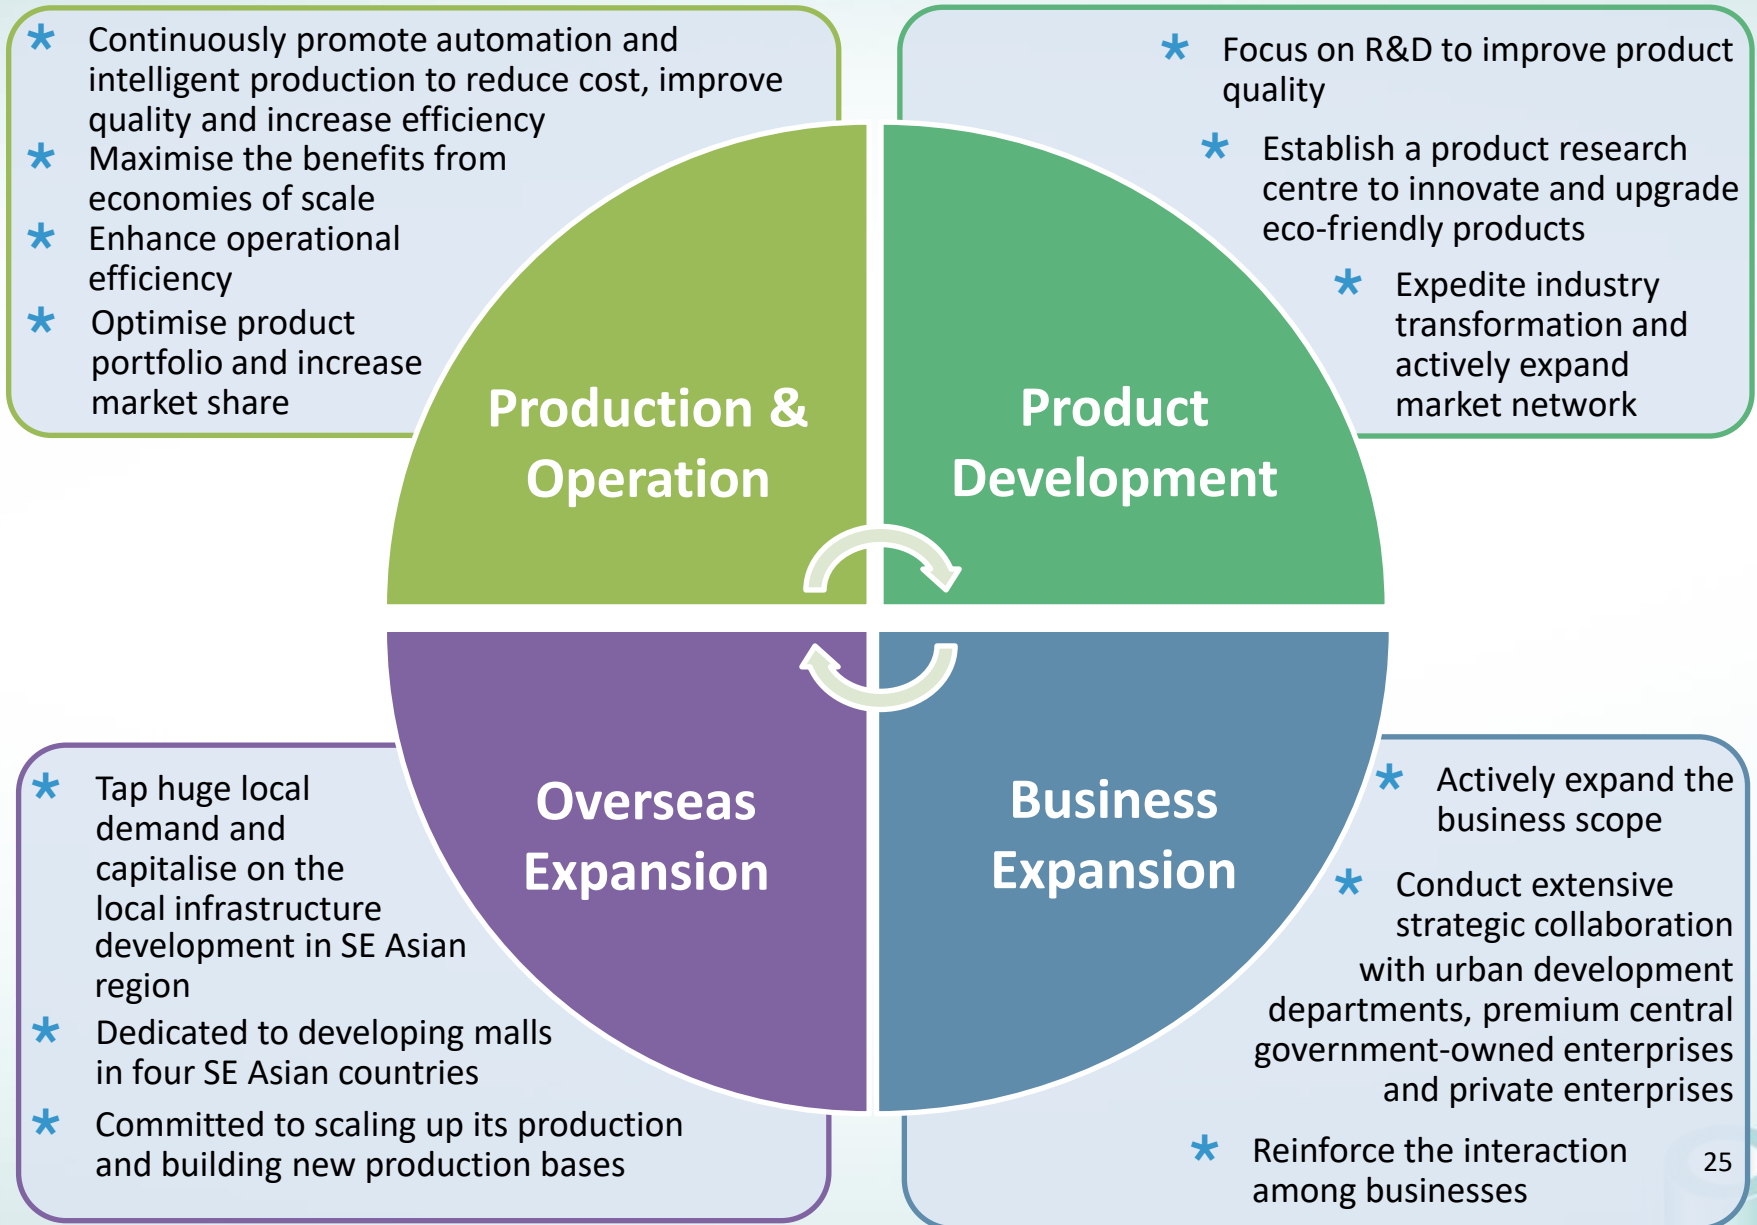 * Continuously promote automation and
intelligent production to reduce cost, improve
quality and increase efficiency
* Maximise the benefits from
economies of scale
* Enhance operational
efficiency
* Optimise product
portfolio and increase
market share
Production &
Operation
* Focus on R&D to improve product
quality
* Establish a product research
centre to innovate and upgrade
eco-friendly products
* Expedite industry
transformation and
actively expand
market network
Product
Development
* Tap huge local
demand and
capitalise on the
local infrastructure
development in SE Asian
region
* Dedicated to developing malls
in four SE Asian countries
* Committed to scaling up its production
and building new production bases
Overseas
Expansion
Business
Expansion
* Actively expand the
business scope
* Conduct extensive
strategic collaboration
with urban development
departments, premium central
government-owned enterprises
and private enterprises
* Reinforce the interaction
among businesses
25